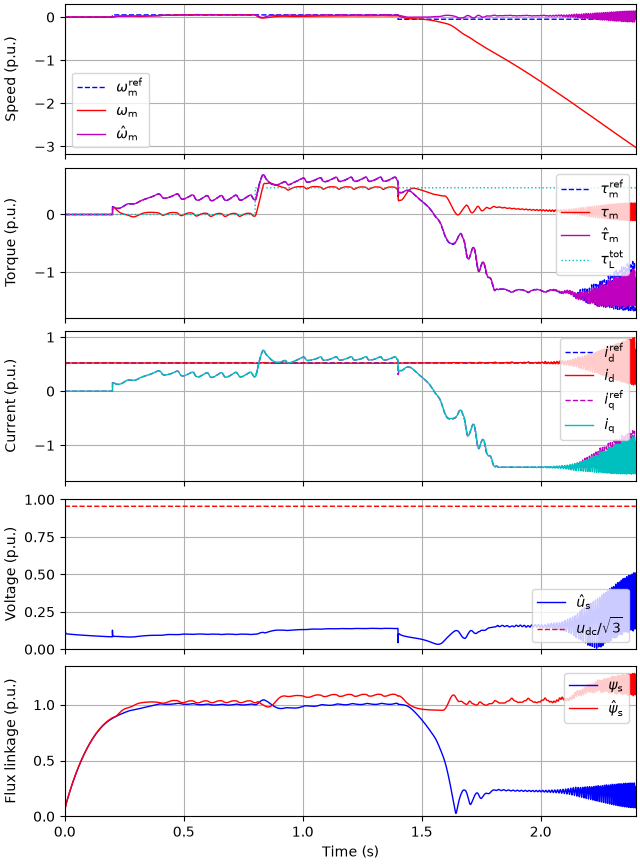 0
−1
−2
−3
Speed (p.u.)
ω_m^ref
ω_m
ω̂_m
0
−1
Torque (p.u.)
τ_m^ref
τ_m
τ̂_m
τ_L^tot
1
0
−1
Current (p.u.)
i_d^ref
i_d
i_q^ref
i_q
1.00
0.75
0.50
0.25
0.00
Voltage (p.u.)
û_s
u_dc/√3
1.0
0.5
0.0
Flux linkage (p.u.)
ψ_s
ψ̂_s
0.0 0.5 1.0 1.5 2.0
Time (s)